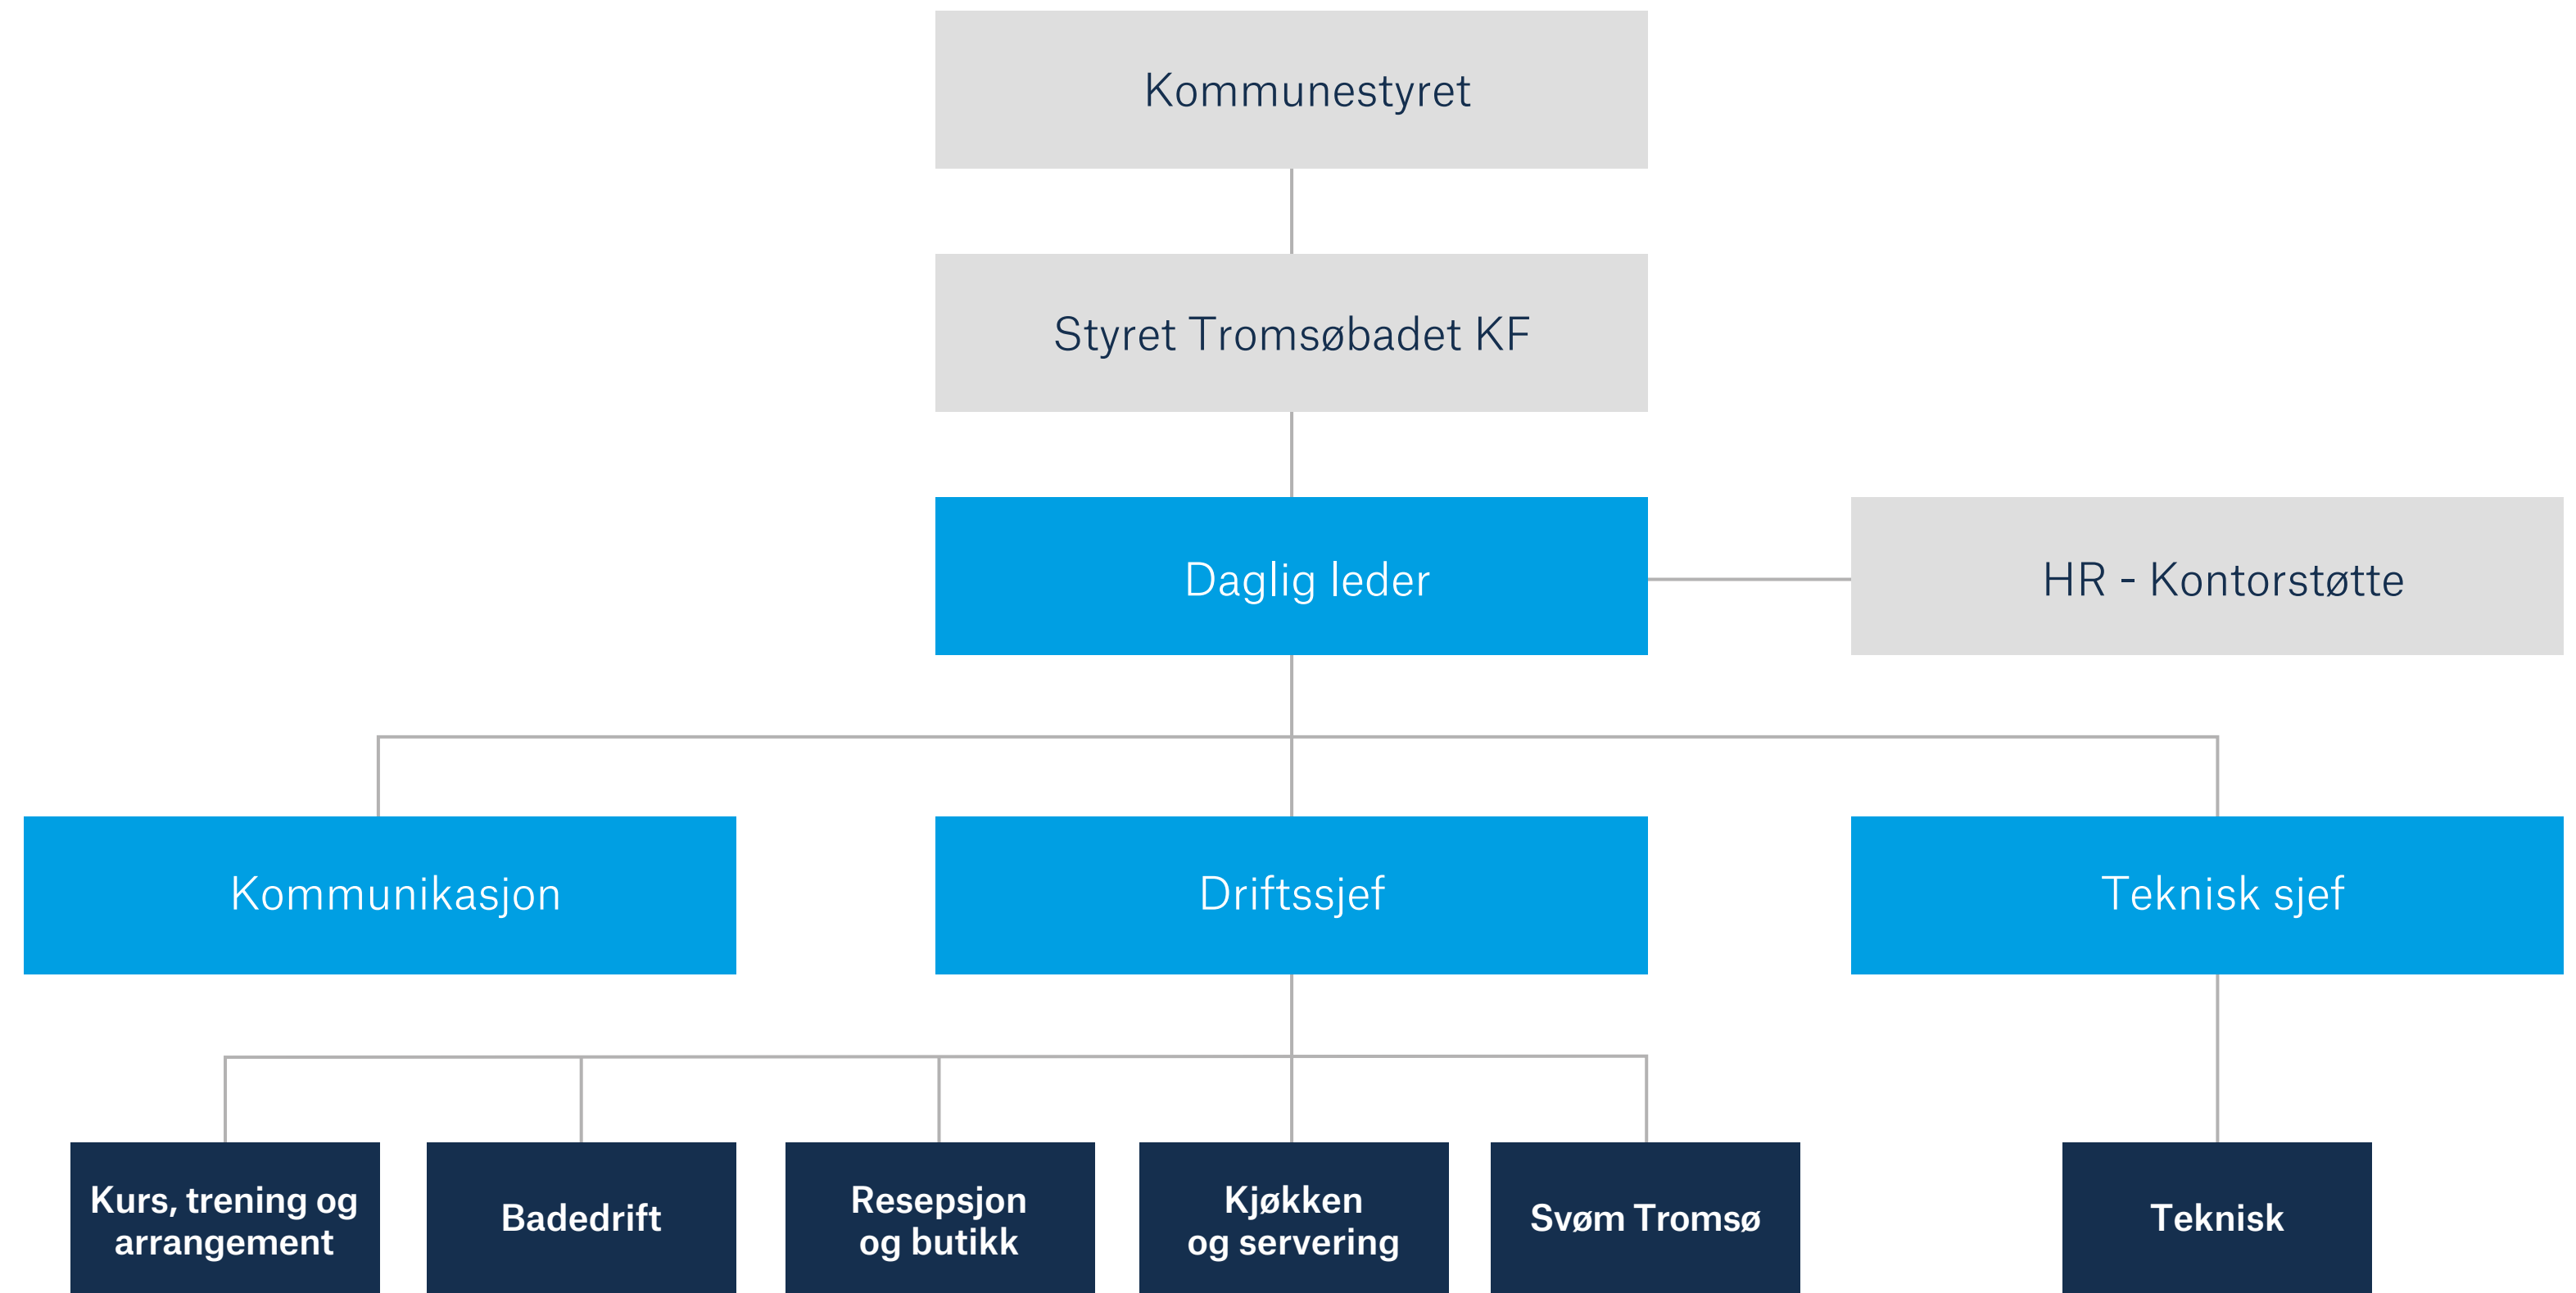 Kommunestyret
Styret Tromsøbadet KF
Daglig leder
HR - Kontorstøtte
Kommunikasjon
Driftssjef
Teknisk sjef
Kurs, trening og
arrangement
Badedrift
Resepsjon
og butikk
Kjøkken
og servering
Svøm Tromsø
Teknisk